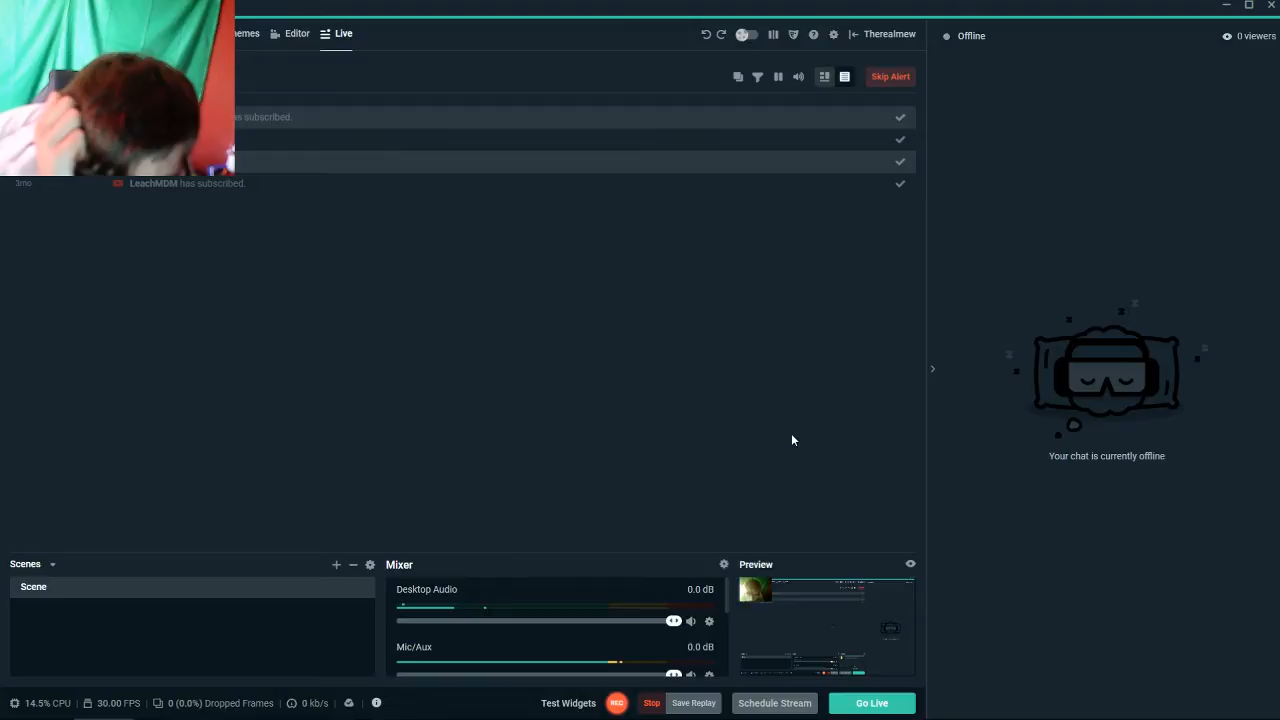 emes Editor Live Therealmew
Offline 0 viewers
Skip Alert
as subscribed.
3mo LeachMDM has subscribed.
Your chat is currently offline
Scenes
Scene
Mixer
Desktop Audio 0.0 dB
Mic/Aux 0.0 dB
Preview
14.5% CPU 30.00 FPS 0 (0.0%) Dropped Frames 0 kb/s
Test Widgets REC Stop Save Replay Schedule Stream Go Live